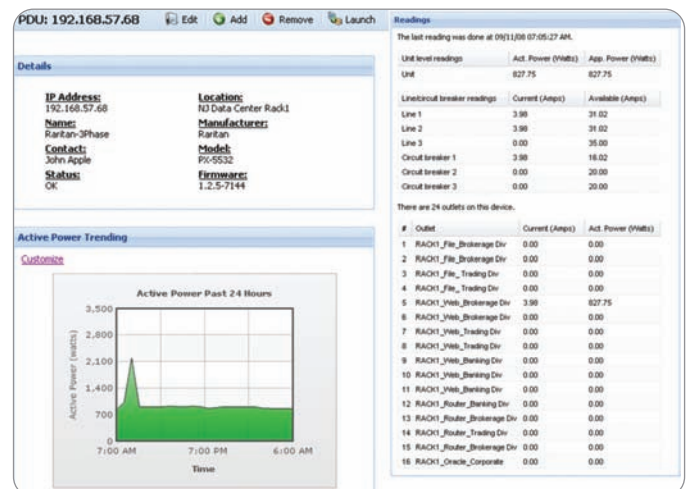 PDU: 192.168.57.68 Edit Add Remove Launch
Details
IP Address:
192.168.57.68
Name:
Raritan-3Phase
Contact:
John Apple
Status:
OK
Location:
NJ Data Center Rack1
Manufacturer:
Raritan
Model:
PX-5532
Firmware:
1.2.5-7144
Active Power Trending
Customize
Active Power Past 24 Hours
Active Power (watts)
3,500
2,800
2,100
1,400
700
0
7:00 AM 7:00 PM 6:00 AM
Time
Readings
The last reading was done at 09/11/08 07:05:27 AM.
Unit level readings Act. Power (Watts) App. Power (Watts)
Unit 827.75 827.75
Line/circuit breaker readings Current (Amps) Available (Amps)
Line 1 3.98 31.02
Line 2 3.98 31.02
Line 3 0.00 35.00
Circuit breaker 1 3.98 16.02
Circuit breaker 2 0.00 20.00
Circuit breaker 3 0.00 20.00
There are 24 outlets on this device.
# Outlet Current (Amps) Act. Power (Watts)
1 RACK1_File_Brokerage Div 0.00 0.00
2 RACK1_File_Brokerage Div 0.00 0.00
3 RACK1_File_ Trading Div 0.00 0.00
4 RACK1_File_ Trading Div 0.00 0.00
5 RACK1_Web_Brokerage Div 3.98 827.75
6 RACK1_Web_Brokerage Div 0.00 0.00
7 RACK1_Web_Trading Div 0.00 0.00
8 RACK1_Web_Trading Div 0.00 0.00
9 RACK1_Web_Banking Div 0.00 0.00
10 RACK1_Web_Banking Div 0.00 0.00
11 RACK1_Web_Banking Div 0.00 0.00
12 RACK1_Router_Banking Div 0.00 0.00
13 RACK1_Router_Brokerage Div 0.00 0.00
14 RACK1_Router_Trading Div 0.00 0.00
15 RACK1_Router_Brokerage Div 0.00 0.00
16 RACK1_Oracle_Corporate 0.00 0.00